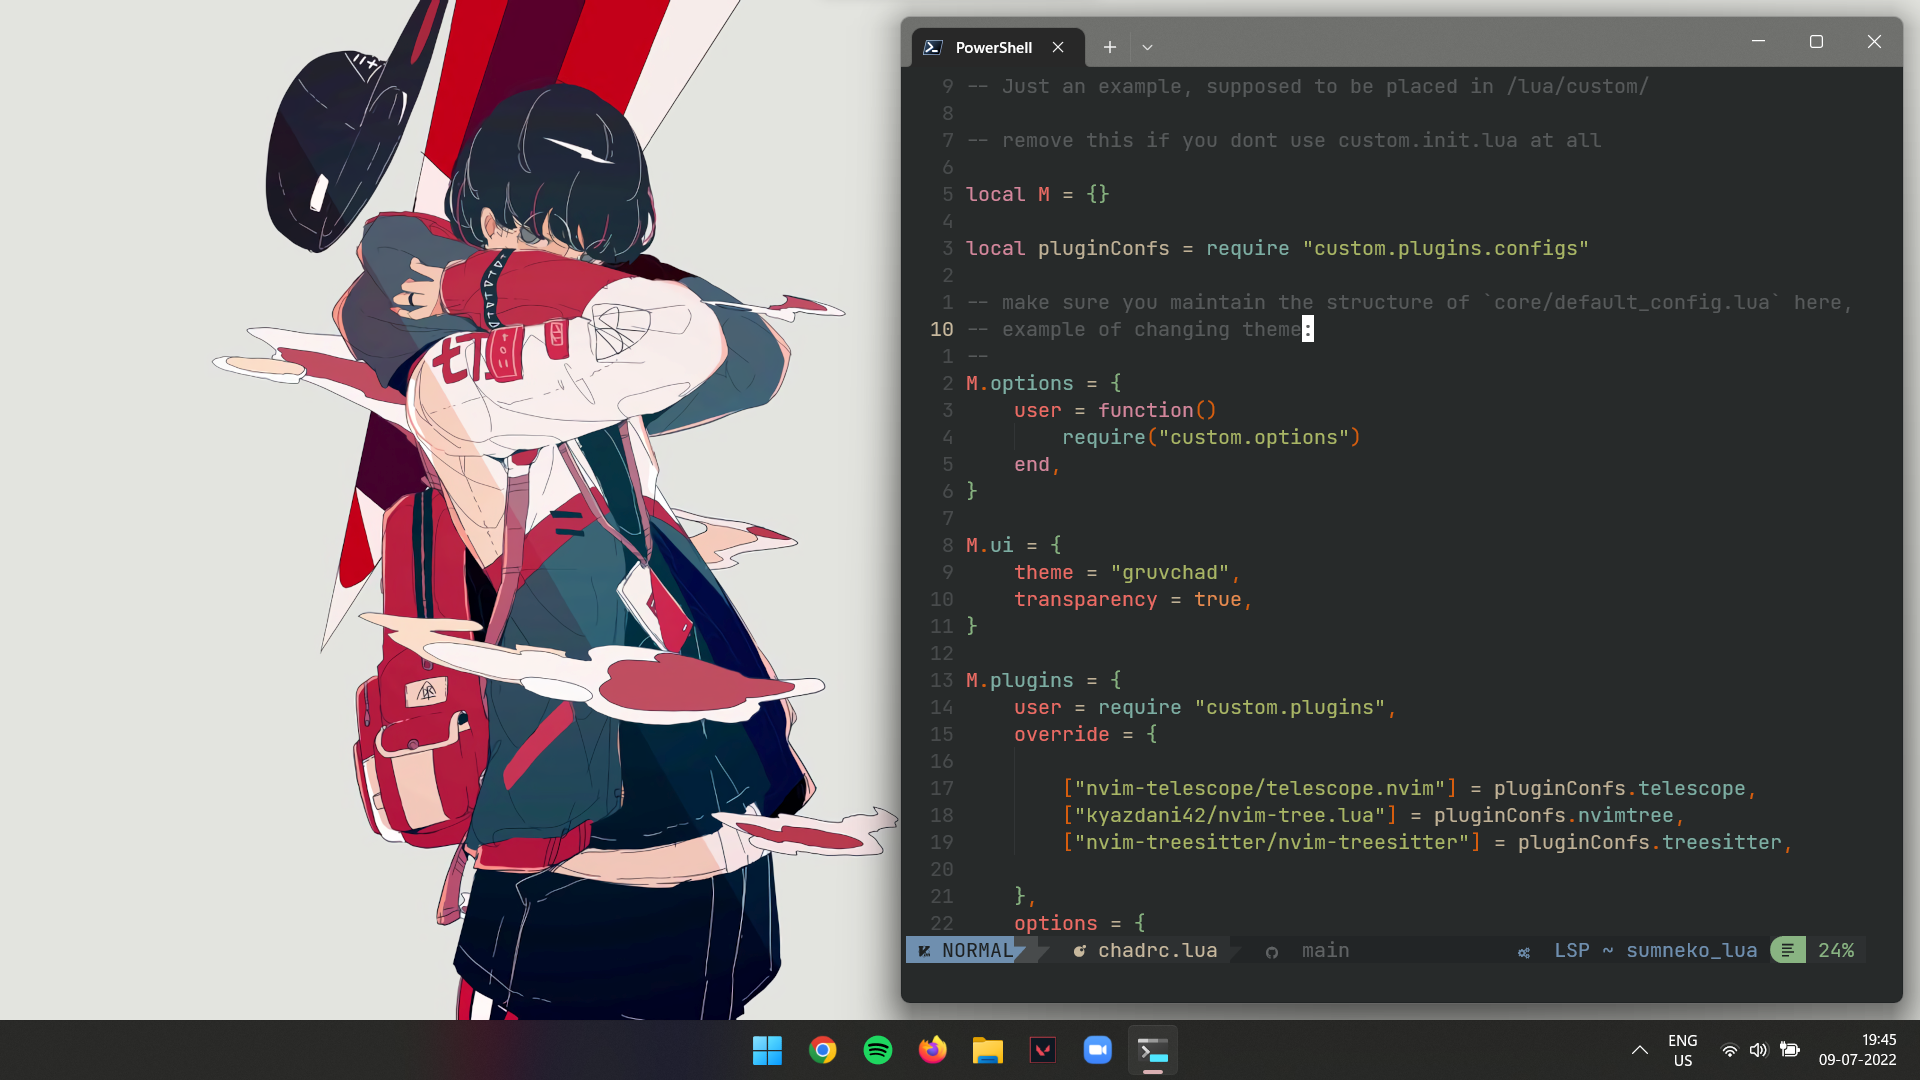 PowerShell
9 -- Just an example, supposed to be placed in /lua/custom/
8
7 -- remove this if you dont use custom.init.lua at all
6
5 local M = {}
4
3 local pluginConfs = require "custom.plugins.configs"
2
1 -- make sure you maintain the structure of `core/default_config.lua` here,
10 -- example of changing theme:
1 --
2 M.options = {
3     user = function()
4         require("custom.options")
5     end,
6 }
7
8 M.ui = {
9     theme = "gruvchad",
10     transparency = true,
11 }
12
13 M.plugins = {
14     user = require "custom.plugins",
15     override = {
16
17         ["nvim-telescope/telescope.nvim"] = pluginConfs.telescope,
18         ["kyazdani42/nvim-tree.lua"] = pluginConfs.nvimtree,
19         ["nvim-treesitter/nvim-treesitter"] = pluginConfs.treesitter,
20
21     },
22     options = {
NORMAL chadrc.lua main LSP ~ sumneko_lua 24%
ENG
US
19:45
09-07-2022